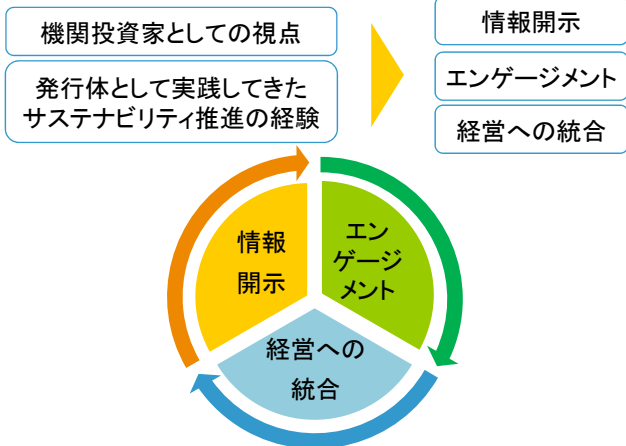 機関投資家としての視点
発行体として実践してきた
サステナビリティ推進の経験
情報開示
エンゲージメント
経営への統合
情報
開示
エン
ゲージ
メント
経営への
統合